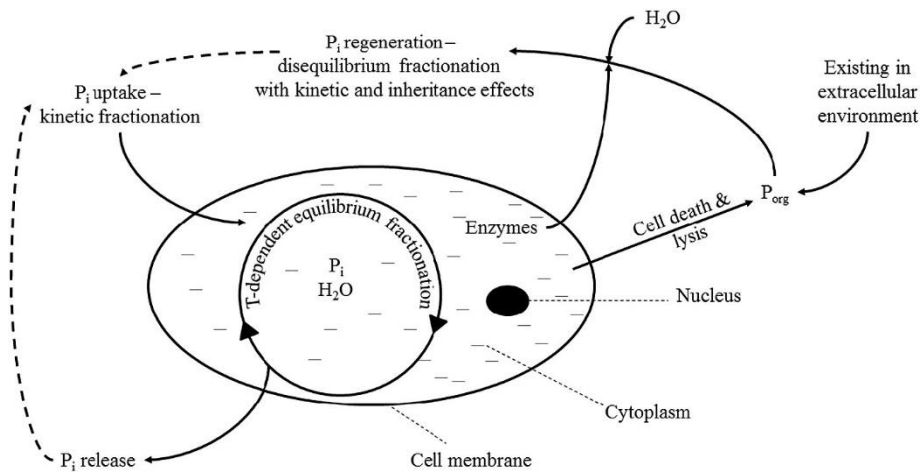 H₂O
Pᵢ regeneration –
disequilibrium fractionation
with kinetic and inheritance effects
Existing in
extracellular
environment
Pᵢ uptake –
kinetic fractionation
Enzymes
Pₒᵣg
Cell death &
lysis
T-dependent equilibrium fractionation
Pᵢ
H₂O
Nucleus
Cytoplasm
Pᵢ release
Cell membrane